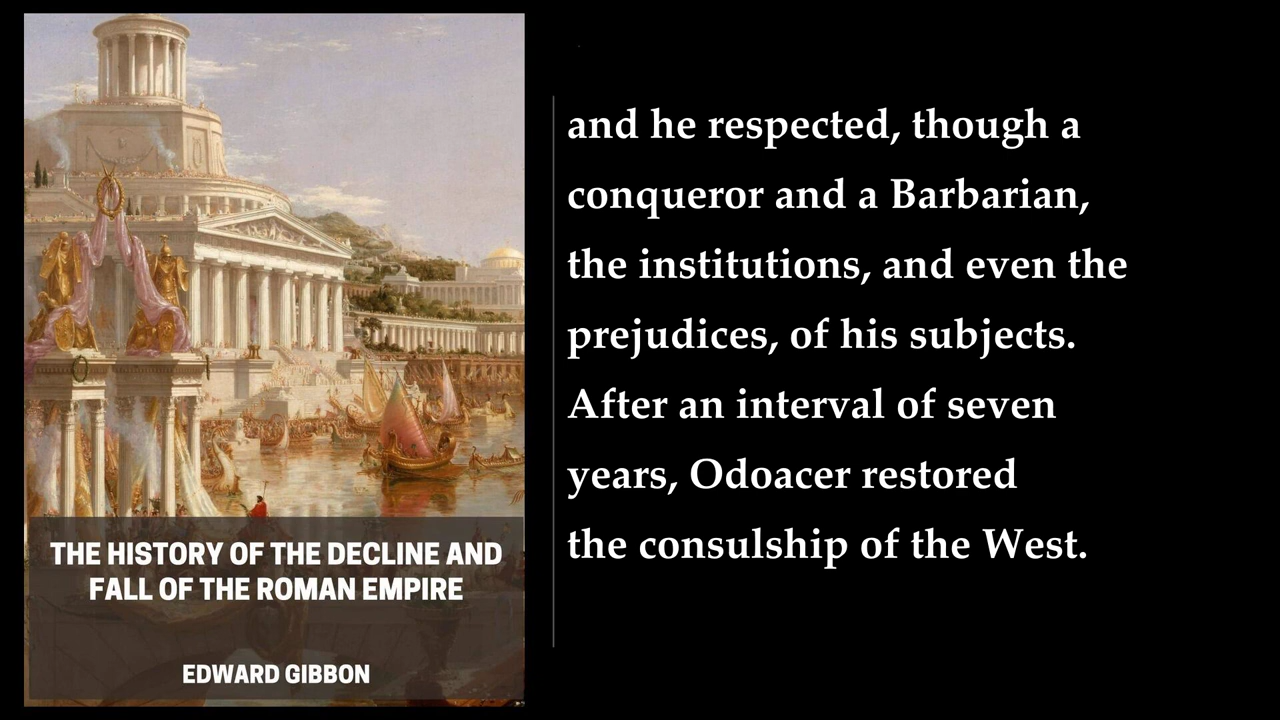 THE HISTORY OF THE DECLINE AND
FALL OF THE ROMAN EMPIRE
EDWARD GIBBON
and he respected, though a
conqueror and a Barbarian,
the institutions, and even the
prejudices, of his subjects.
After an interval of seven
years, Odoacer restored
the consulship of the West.